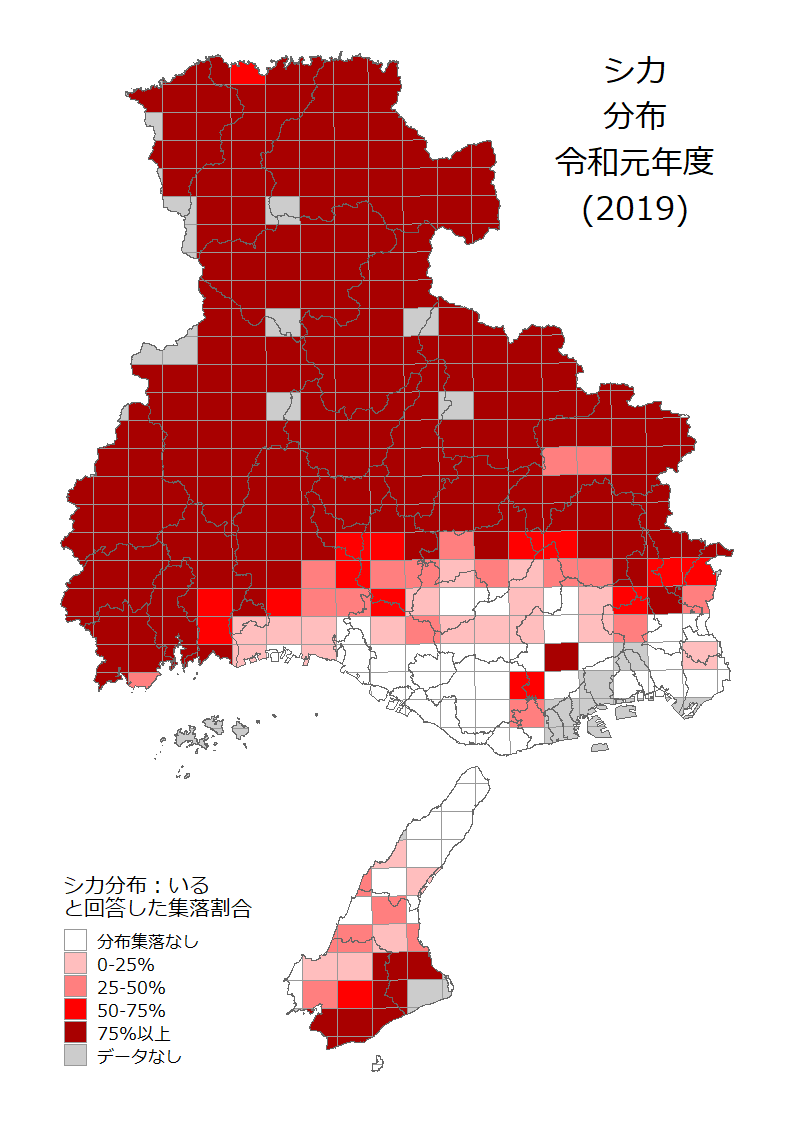 シカ
分布
令和元年度
(2019)
シカ分布：いる
と回答した集落割合
分布集落なし
0-25%
25-50%
50-75%
75%以上
データなし